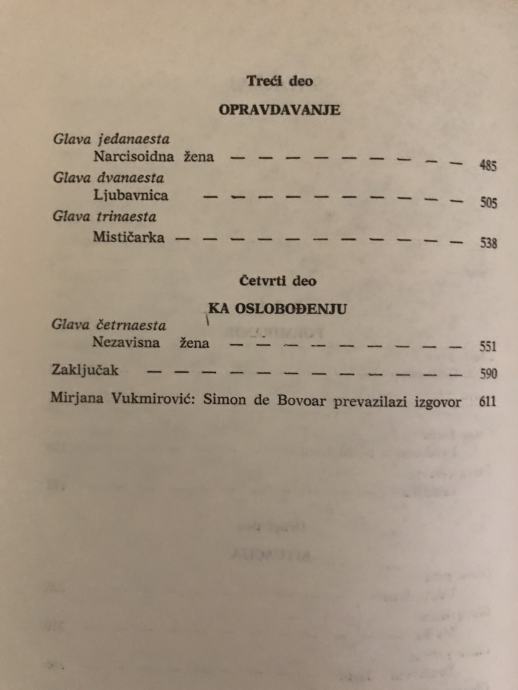 Treći deo
OPRAVDAVANJE
Glava jedanaesta
Narcisoidna žena — — — — — — — — — 485
Glava dvanaesta
Ljubavnica — — — — — — — — — — 505
Glava trinaesta
Mističarka — — — — — — — — — — — 538
Četvrti deo
KA OSLOBOĐENJU
Glava četrnaesta
Nezavisna žena — — — — — — — — — 551
Zaključak — — — — — — — — — — — — 590
Mirjana Vukmirović: Simon de Bovoar prevazilazi izgovor 611